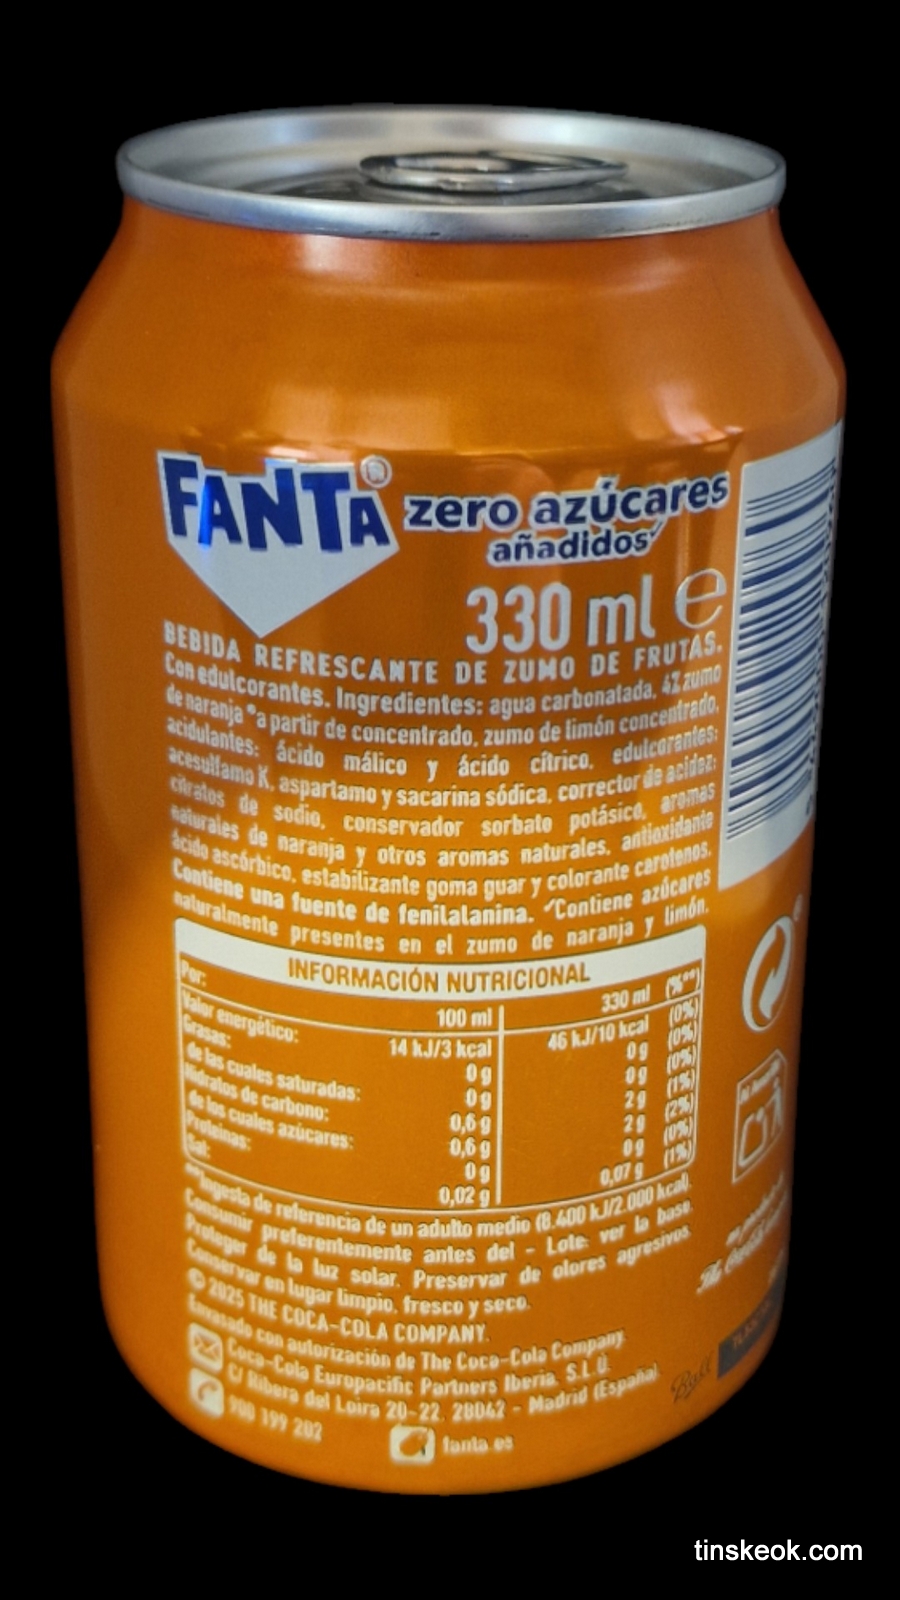 FANTA® zero azúcares
añadidos✓
330 ml ℮
BEBIDA REFRESCANTE DE ZUMO DE FRUTAS.
Con edulcorantes. Ingredientes: agua carbonatada, 4% zumo
de naranja *a partir de concentrado, zumo de limón concentrado,
acidulantes: ácido málico y ácido cítrico, edulcorantes:
acesulfamo K, aspartamo y sacarina sódica, corrector de acidez:
citratos de sodio, conservador sorbato potásico, aromas
naturales de naranja y otros aromas naturales, antioxidante
ácido ascórbico, estabilizante goma guar y colorante carotenos.
Contiene una fuente de fenilalanina. ✓Contiene azúcares
naturalmente presentes en el zumo de naranja y limón.
INFORMACIÓN NUTRICIONAL
Por: 100 ml 330 ml (%**)
Valor energético: 14 kJ/3 kcal 46 kJ/10 kcal (0%)
Grasas: 0 g 0 g (0%)
de las cuales saturadas: 0 g 0 g (0%)
Hidratos de carbono: 0,6 g 2 g (1%)
de los cuales azúcares: 0,6 g 2 g (2%)
Proteínas: 0 g 0 g (0%)
Sal: 0,02 g 0,07 g (1%)
**Ingesta de referencia de un adulto medio (8.400 kJ/2.000 kcal).
Consumir preferentemente antes del - Lote: ver la base.
Proteger de la luz solar. Preservar de olores agresivos.
Conservar en lugar limpio, fresco y seco.
© 2025 THE COCA-COLA COMPANY.
Envasado con autorización de The Coca-Cola Company.
Coca-Cola Europacific Partners Iberia, S.L.U.
C/ Ribera del Loira 20-22. 28042 - Madrid (España)
900 199 202
fanta.es
Ball
tinskeok.com